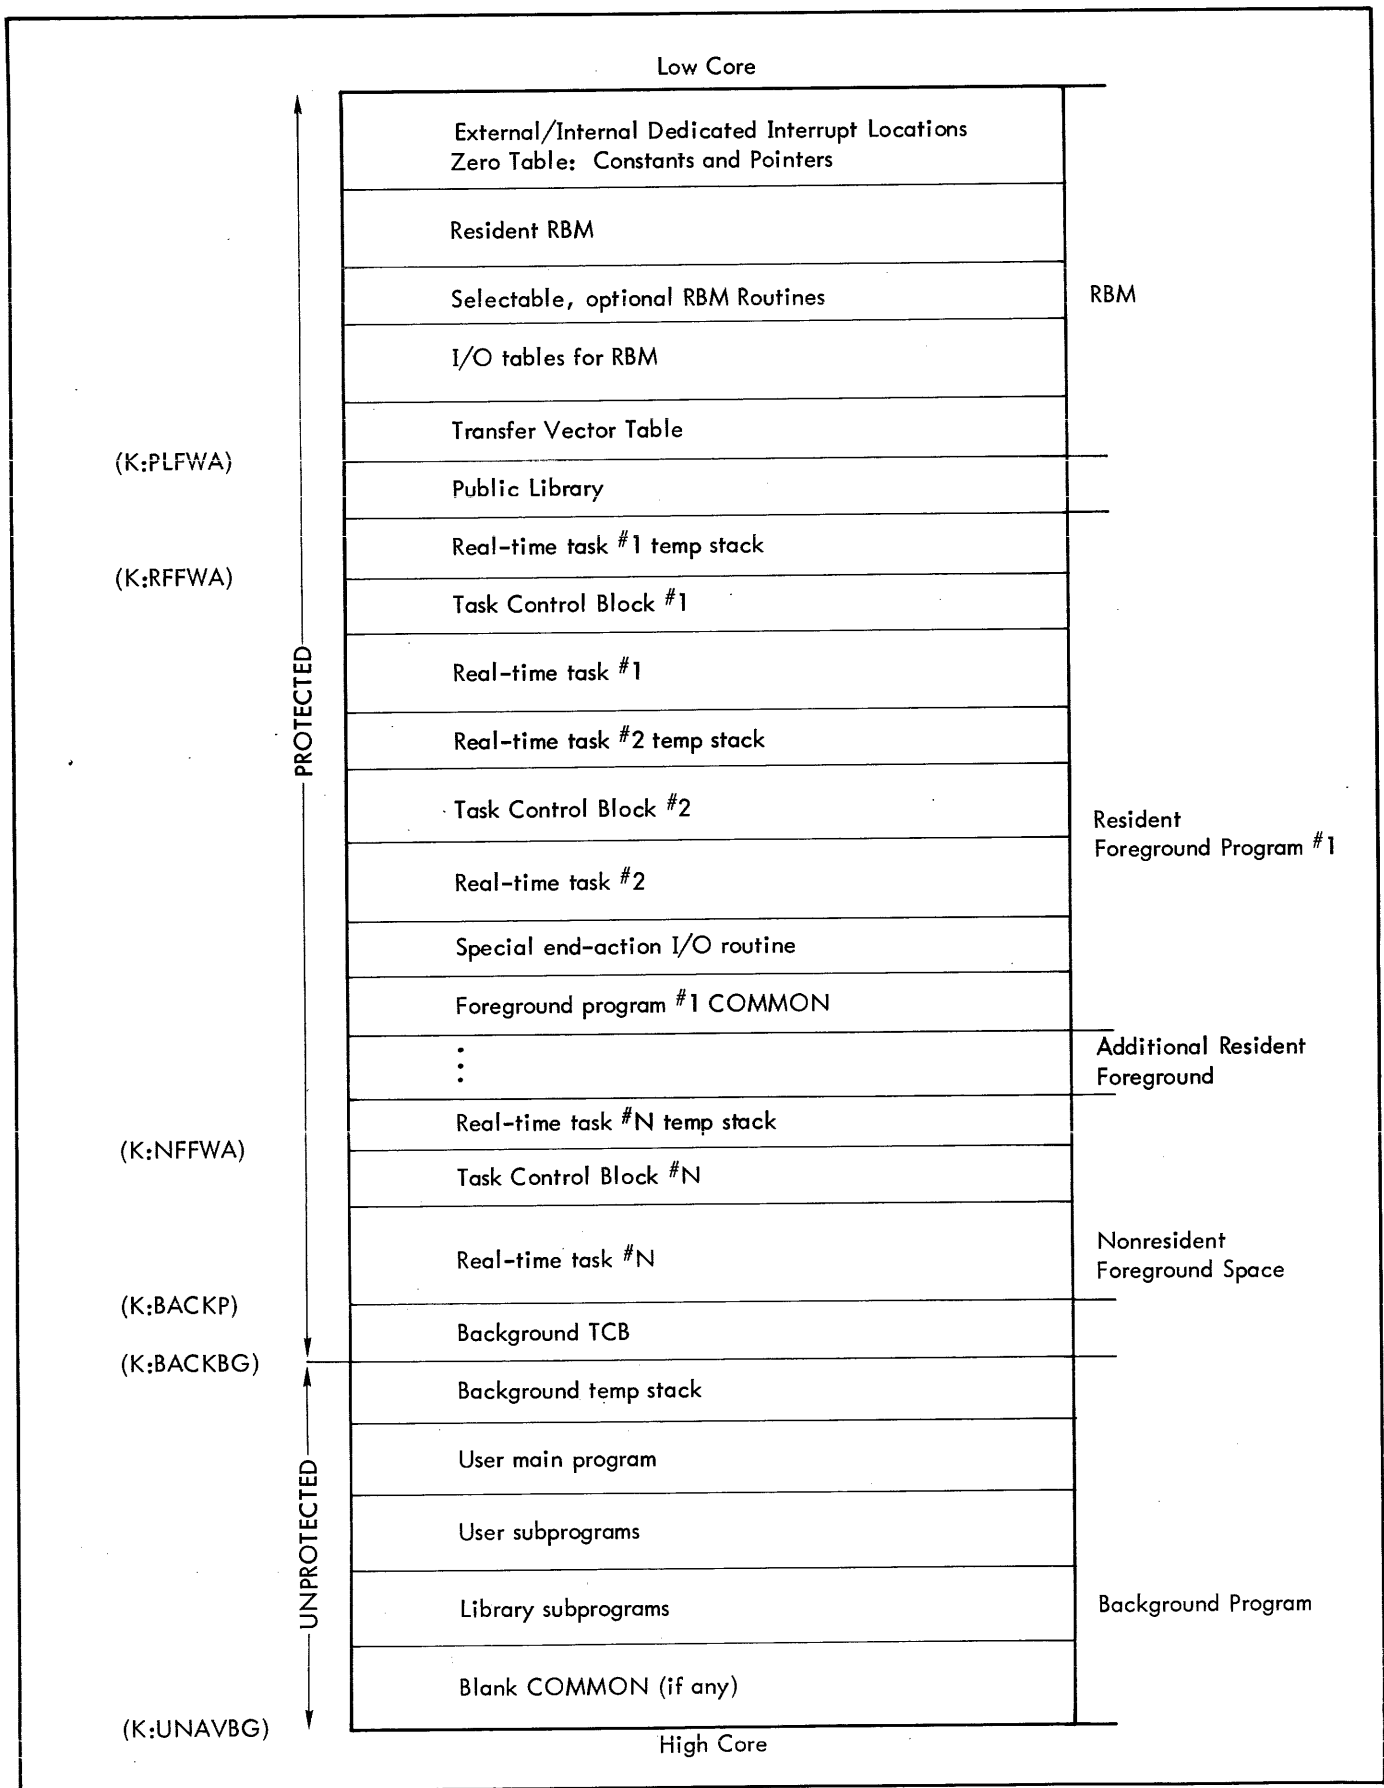 Low Core
External/Internal Dedicated Interrupt Locations
Zero Table: Constants and Pointers
Resident RBM
Selectable, optional RBM Routines
RBM
I/O tables for RBM
Transfer Vector Table
(K:PLFWA)
Public Library
Real-time task #1 temp stack
(K:RFFWA)
Task Control Block #1
Real-time task #1
PROTECTED
Real-time task #2 temp stack
Task Control Block #2
Resident
Foreground Program #1
Real-time task #2
Special end-action I/O routine
Foreground program #1 COMMON
Additional Resident
Foreground
Real-time task #N temp stack
(K:NFFWA)
Task Control Block #N
Real-time task #N
Nonresident
Foreground Space
(K:BACKP)
Background TCB
(K:BACKBG)
Background temp stack
User main program
UNPROTECTED
User subprograms
Library subprograms
Background Program
Blank COMMON (if any)
(K:UNAVBG)
High Core